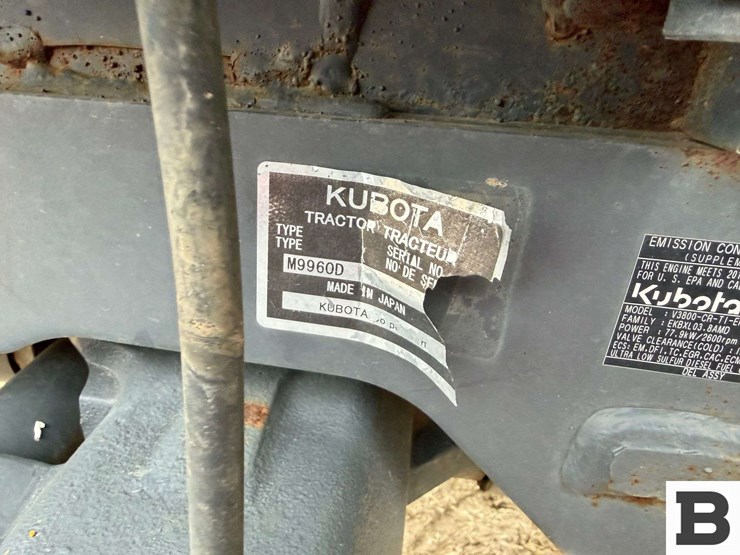 KUBOTA
TRACTOR TRACTEUR
TYPE SERIAL NO
TYPE NO DE SE
M9960D
MADE IN JAPAN
KUBOTA
EMISSION CON
(SUPPLEM
THIS ENGINE MEETS 20
FOR U. S. EPA AND CA
Kubota
MODEL : V3800-CR-TI-E
FAMILY : EKBXL03.8AMD
POWER : 77.9kW/2600rpm
VALVE CLEARANCE(COLD) :
ECS: EM,DFI,TC,EGR,CAC,ECM
ULTRA LOW SULFUR DIESEL FUEL
DEL ASSY
B